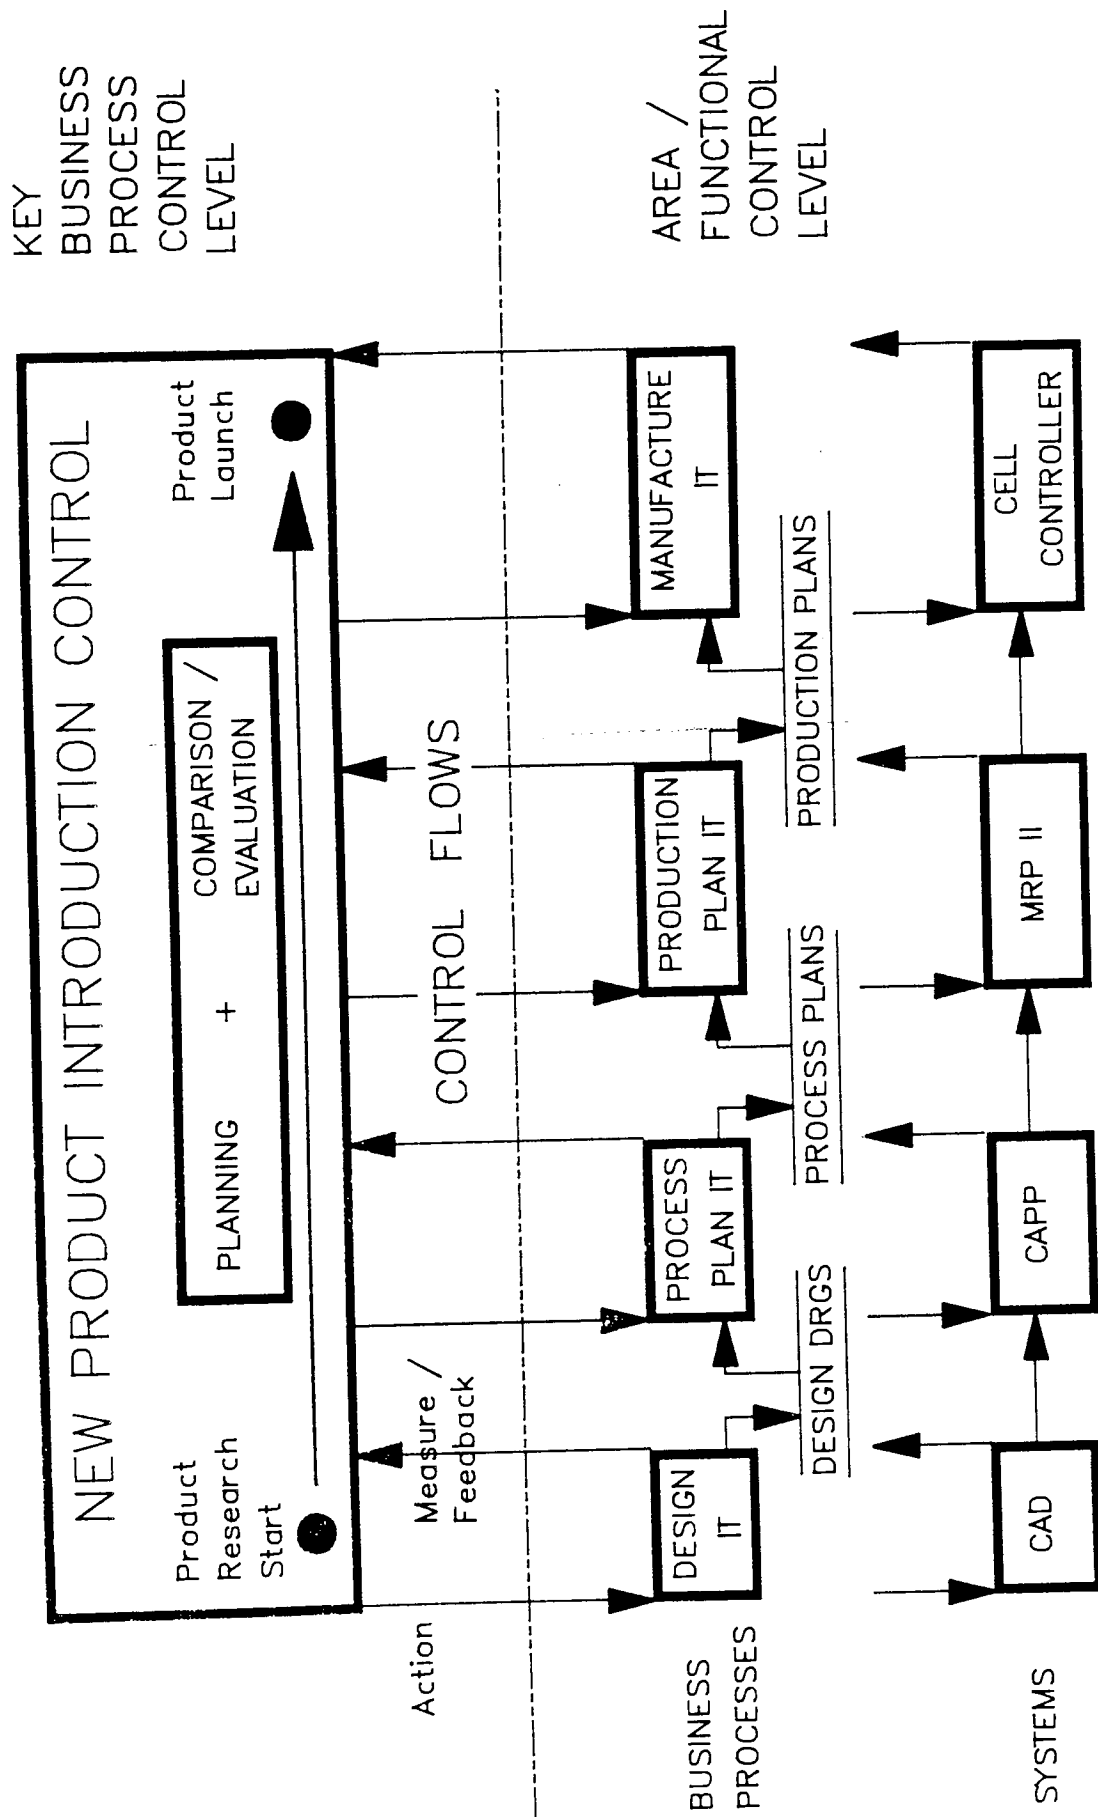 KEY
BUSINESS
PROCESS
CONTROL
LEVEL
NEW PRODUCT INTRODUCTION CONTROL
Product
Research
Start
PLANNING + COMPARISON /
EVALUATION
Product
Launch
Action
Measure /
Feedback
CONTROL FLOWS
AREA /
FUNCTIONAL
CONTROL
LEVEL
BUSINESS
PROCESSES
DESIGN
IT
PROCESS
PLAN IT
PRODUCTION
PLAN IT
MANUFACTURE
IT
DESIGN DRGS
PROCESS PLANS
PRODUCTION PLANS
SYSTEMS
CAD
CAPP
MRP II
CELL
CONTROLLER